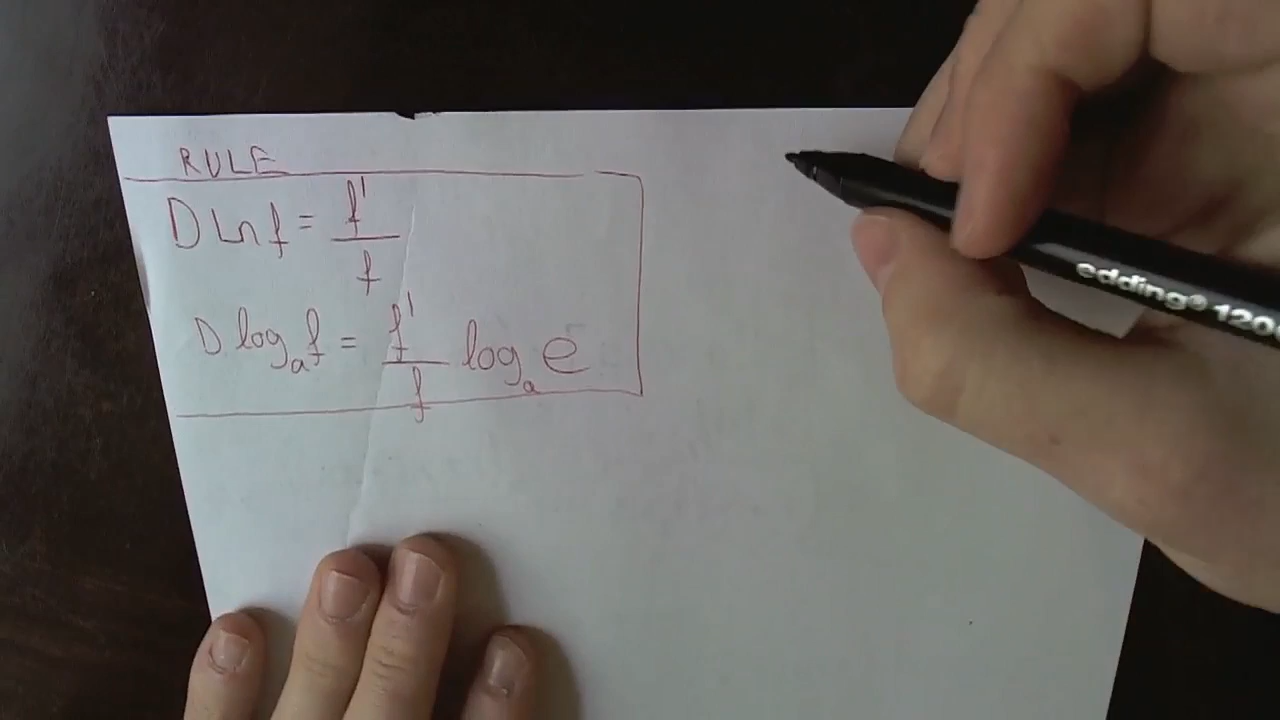 RULE
D Ln f = f' / f
D log_a f = f' / f log_a e
edding® 1200